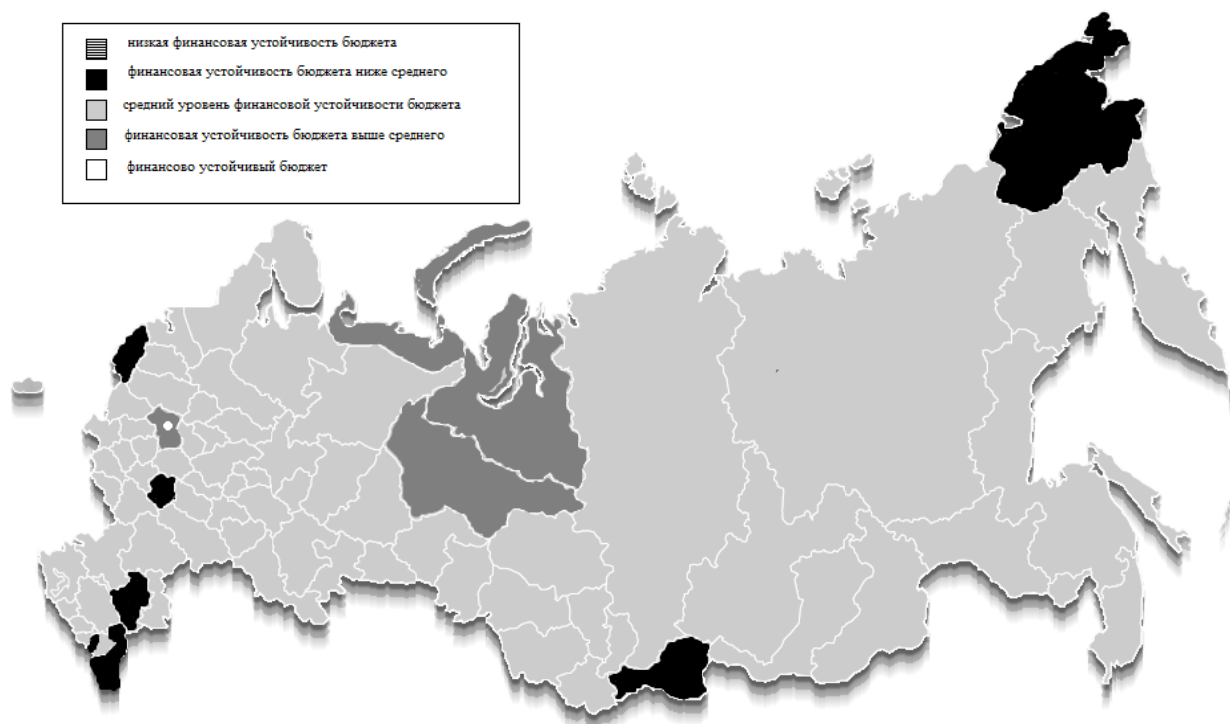 низкая финансовая устойчивость бюджета
финансовая устойчивость бюджета ниже среднего
средний уровень финансовой устойчивости бюджета
финансовая устойчивость бюджета выше среднего
финансово устойчивый бюджет